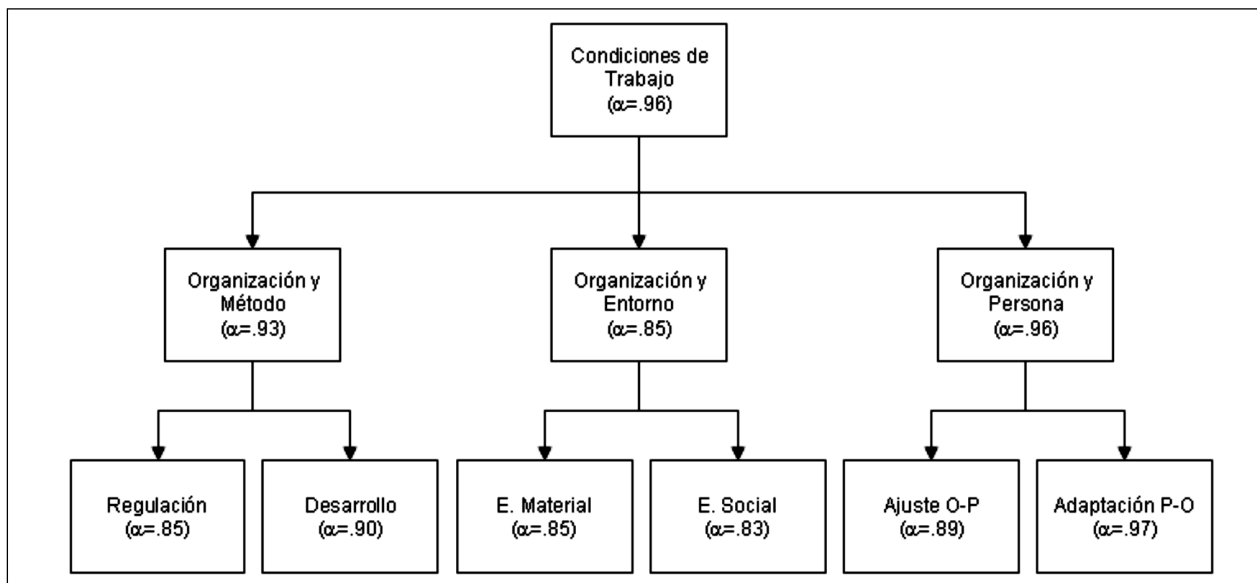 Condiciones de
Trabajo
(α=.96)
Organización y
Método
(α=.93)
Organización y
Entorno
(α=.85)
Organización y
Persona
(α=.96)
Regulación
(α=.85)
Desarrollo
(α=.90)
E. Material
(α=.85)
E. Social
(α=.83)
Ajuste O-P
(α=.89)
Adaptación P-O
(α=.97)